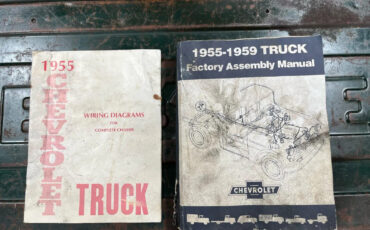 1955
CHEVROLET
WIRING DIAGRAMS
FOR
COMPLETE CHASSIS
TRUCK
1955-1959 TRUCK
Factory Assembly Manual
CHEVROLET